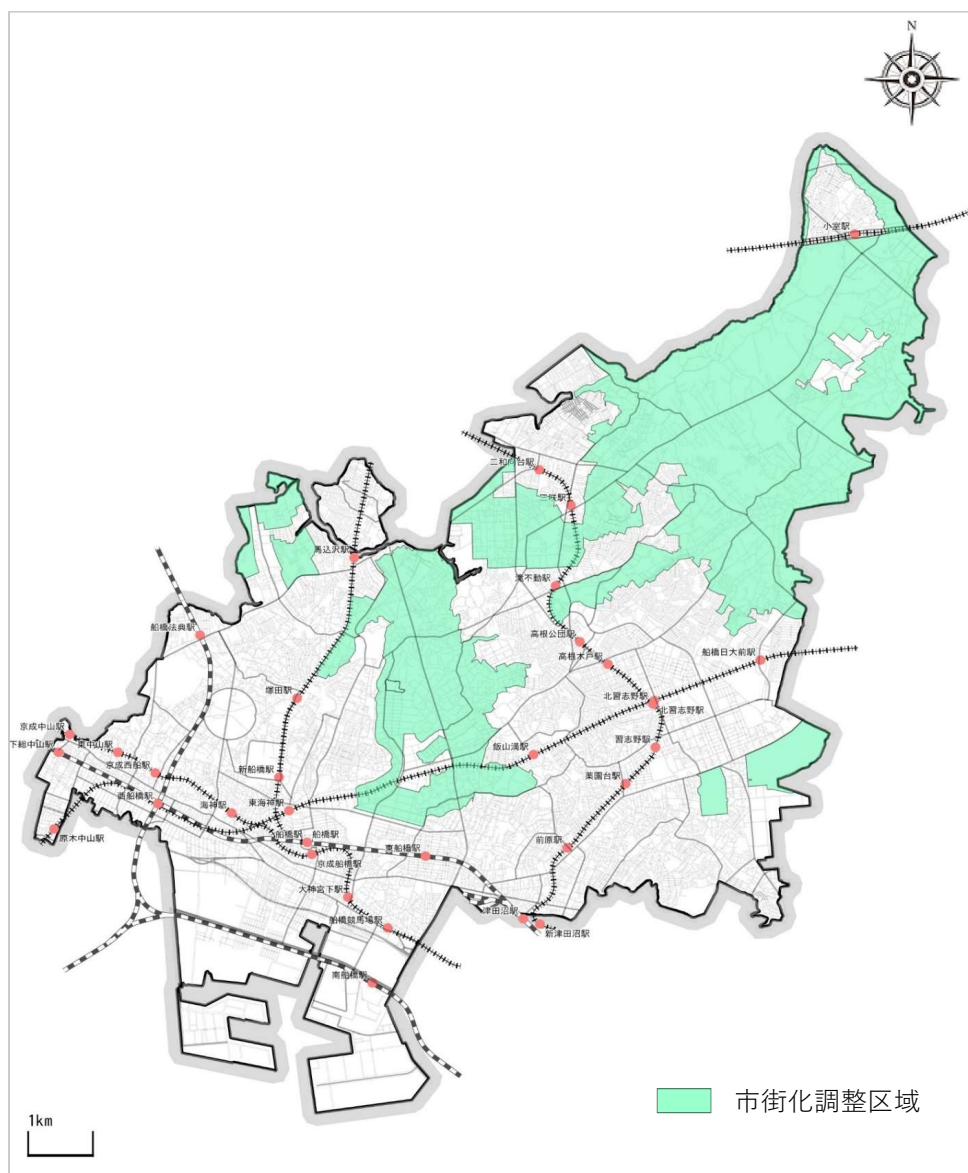 N
小室駅
二和向台駅
三咲駅
馬込沢駅
滝不動駅
船橋法典駅
高根公団駅
高根木戸駅
船橋日大前駅
塚田駅
北習志野駅
北習志野駅
京成中山駅
習志野駅
下総中山駅
東中山駅
飯山満駅
京成西船駅
新船橋駅
薬園台駅
西船橋駅
海神駅
東海神駅
原木中山駅
船橋駅
船橋駅
前原駅
東船橋駅
京成船橋駅
大神宮下駅
船橋競馬場駅
津田沼駅
新津田沼駅
南船橋駅
市街化調整区域
1km